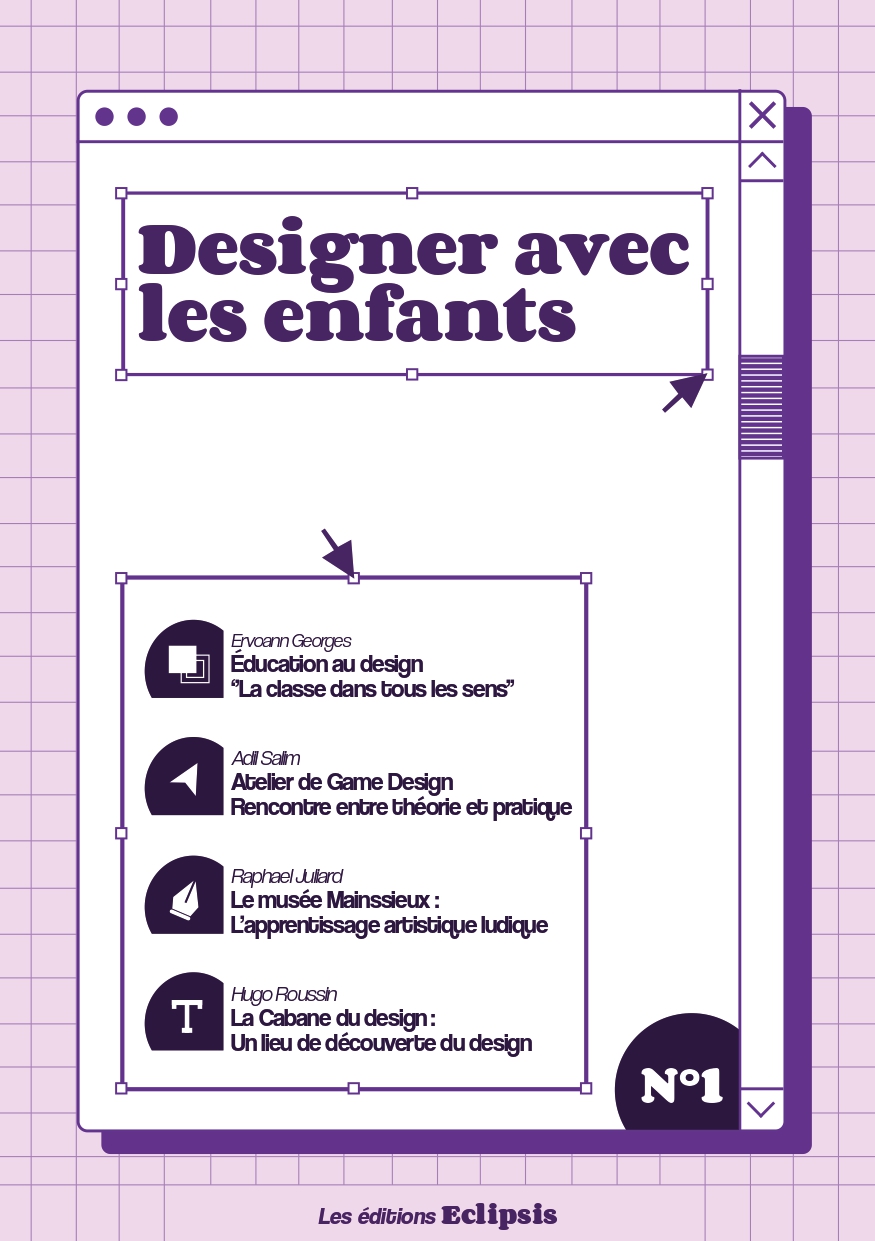 Designer avec
les enfants
Ervoann Georges
Éducation au design
“La classe dans tous les sens”
Adil Salim
Atelier de Game Design
Rencontre entre théorie et pratique
Raphael Jullard
Le musée Mainssieux :
L’apprentissage artistique ludique
Hugo Roussin
La Cabane du design :
Un lieu de découverte du design
N°1
Les éditions Eclipsis